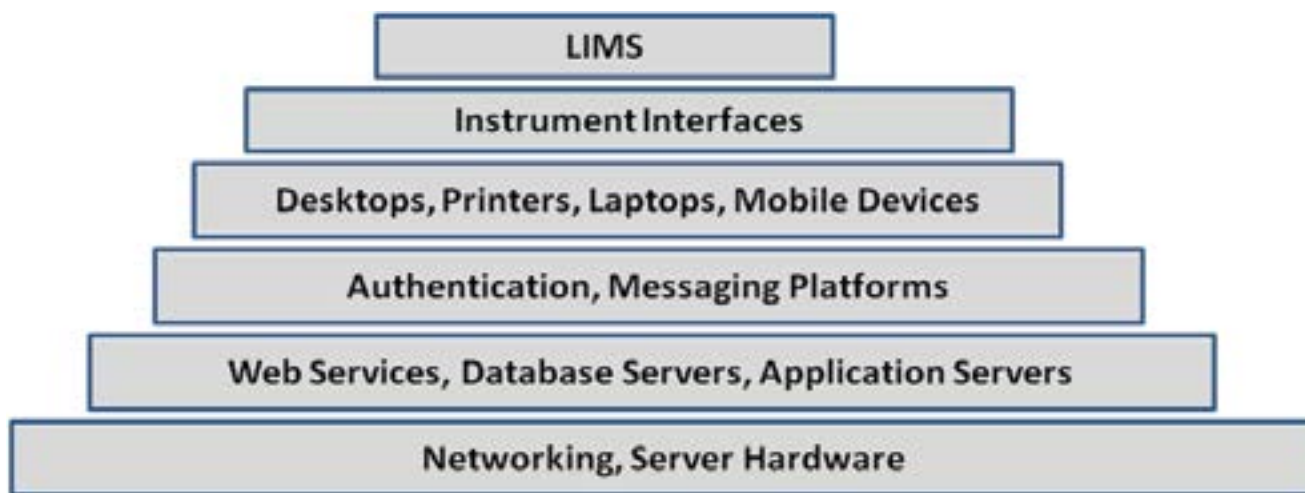 LIMS
Instrument Interfaces
Desktops, Printers, Laptops, Mobile Devices
Authentication, Messaging Platforms
Web Services, Database Servers, Application Servers
Networking, Server Hardware